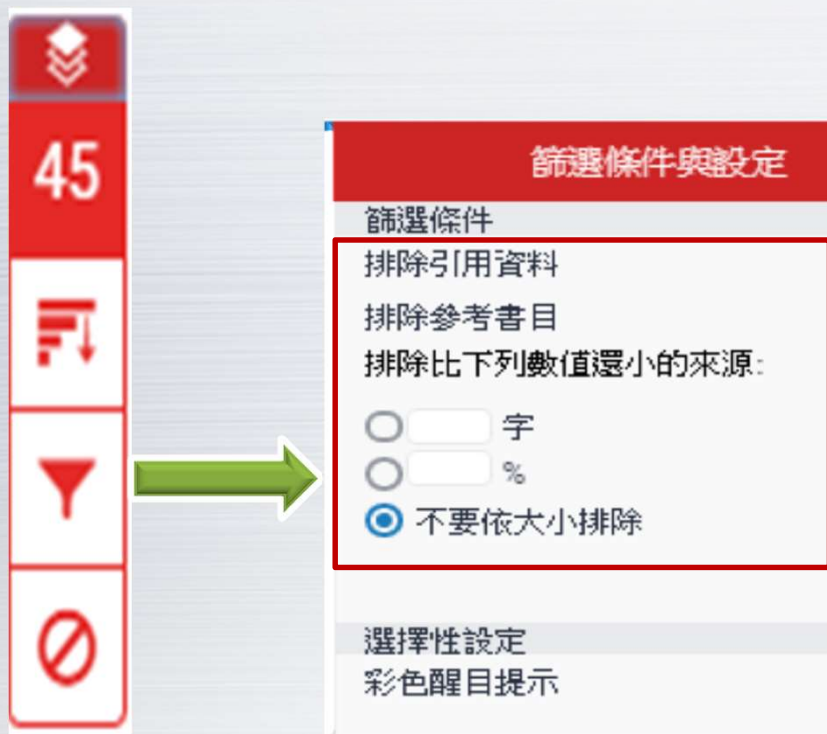 45
篩選條件與設定
篩選條件
排除引用資料
排除參考書目
排除比下列數值還小的來源:
字
%
不要依大小排除
選擇性設定
彩色醒目提示